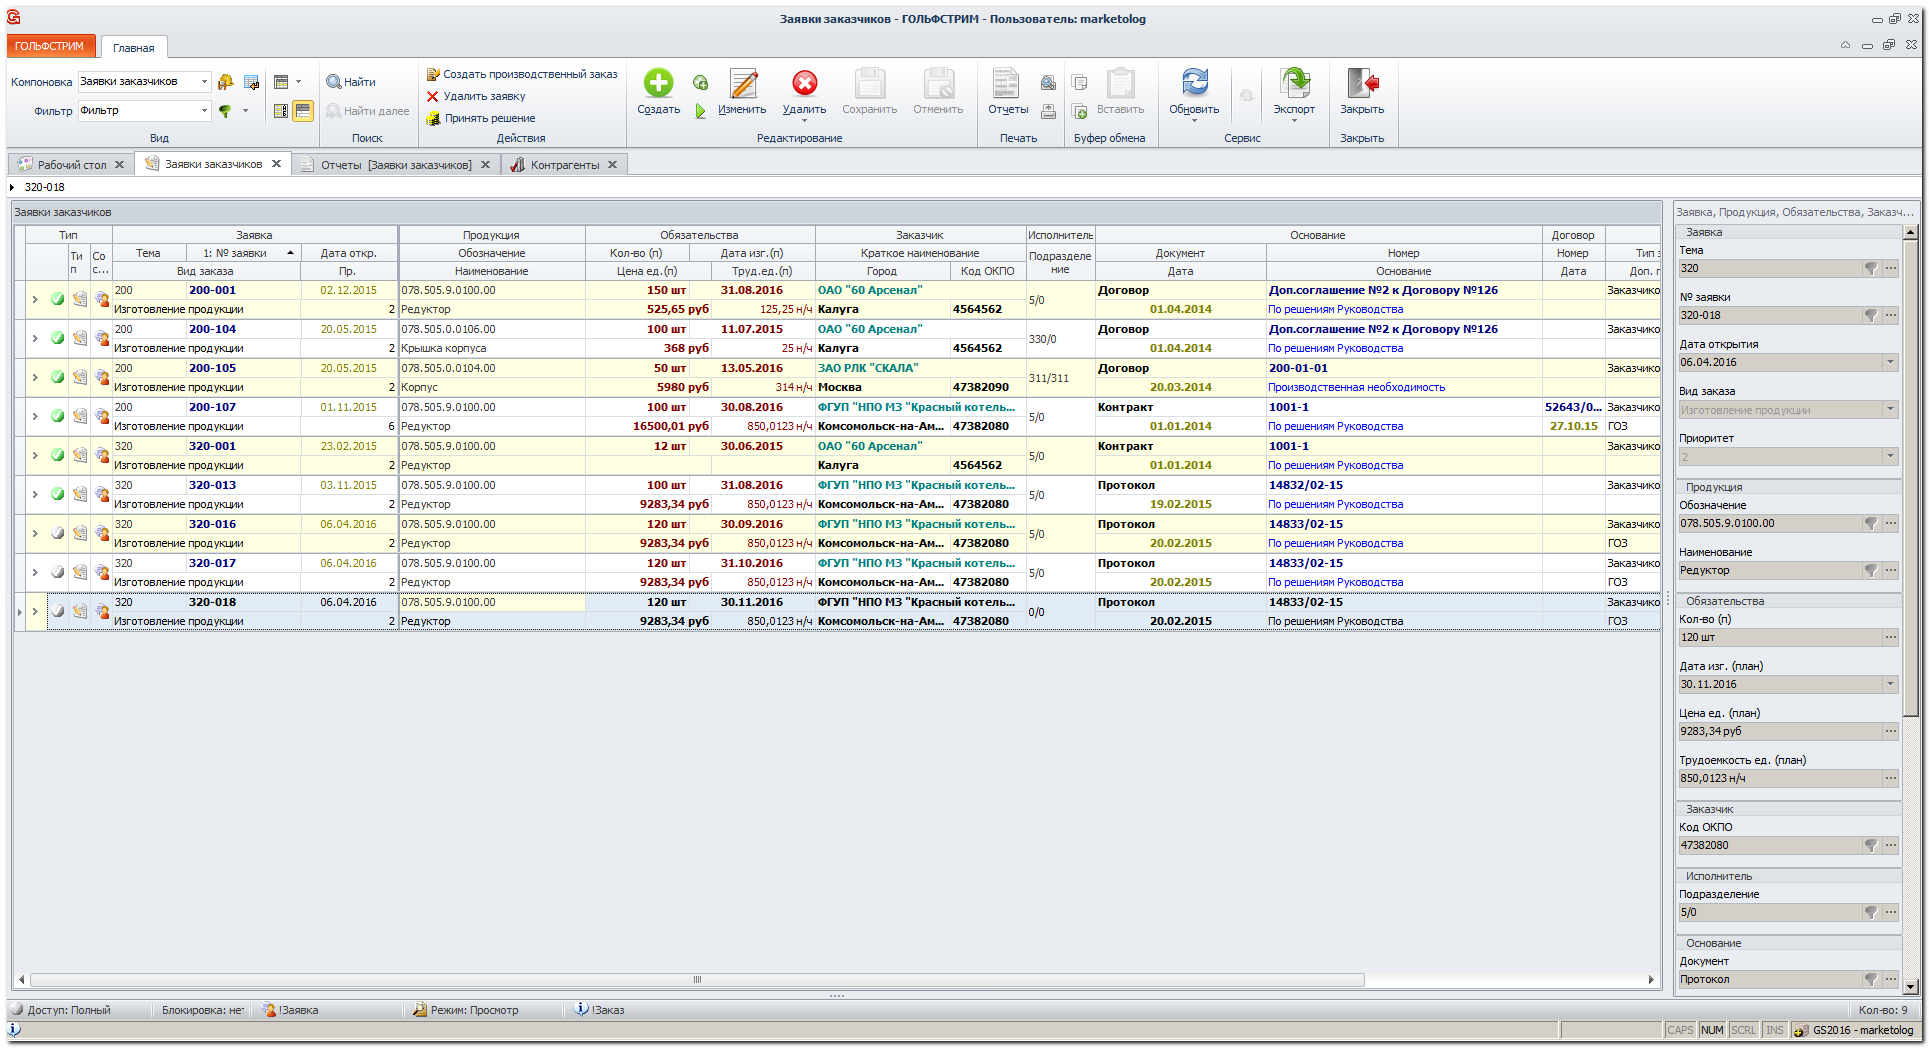 Заявки заказчиков - ГОЛЬФСТРИМ - Пользователь: marketolog
ГОЛЬФСТРИМ Главная
Компоновка Заявки заказчиков
Фильтр Фильтр
Вид
Найти
Найти далее
Поиск
Создать производственный заказ
Удалить заявку
Принять решение
Действия
Создать Изменить Удалить Сохранить Отменить
Редактирование
Отчеты
Печать
Вставить
Буфер обмена
Обновить Экспорт
Сервис
Закрыть
Закрыть
Рабочий стол Заявки заказчиков Отчеты [Заявки заказчиков] Контрагенты
320-018
Заявки заказчиков
Тип Заявка Продукция Обязательства Заказчик Исполнитель Основание Договор
Ти п Со с... Тема 1: № заявки Дата откр. Обозначение Кол-во (п) Дата изг.(п) Краткое наименование Подразделе ние Документ Номер Номер Тип з
Вид заказа Пр. Наименование Цена ед.(п) Труд.ед.(п) Город Код ОКПО Дата Основание Дата Доп. г
200 200-001 02.12.2015 078.505.9.0100.00 150 шт 31.08.2016 ОАО "60 Арсенал" 5/0 Договор Доп.соглашение №2 к Договору №126 Заказчико
Изготовление продукции 2 Редуктор 525,65 руб 125,25 н/ч Калуга 4564562 01.04.2014 По решениям Руководства
200 200-104 20.05.2015 078.505.0.0106.00 100 шт 11.07.2015 ОАО "60 Арсенал" 330/0 Договор Доп.соглашение №2 к Договору №126 Заказчико
Изготовление продукции 2 Крышка корпуса 368 руб 25 н/ч Калуга 4564562 01.04.2014 По решениям Руководства
200 200-105 20.05.2015 078.505.0.0104.00 50 шт 13.05.2016 ЗАО РЛК "СКАЛА" 311/311 Договор 200-01-01 Заказчико
Изготовление продукции 2 Корпус 5980 руб 314 н/ч Москва 47382090 20.03.2014 Производственная необходимость
200 200-107 01.11.2015 078.505.9.0100.00 100 шт 30.08.2016 ФГУП "НПО МЗ "Красный котель... 5/0 Контракт 1001-1 52643/0... Заказчико
Изготовление продукции 6 Редуктор 16500,01 руб 850,0123 н/ч Комсомольск-на-Ам... 47382080 01.01.2014 По решениям Руководства 27.10.15 ГОЗ
320 320-001 23.02.2015 078.505.9.0100.00 12 шт 30.06.2015 ОАО "60 Арсенал" 5/0 Контракт 1001-1 Заказчико
Изготовление продукции 2 Редуктор Калуга 4564562 01.01.2014 По решениям Руководства
320 320-013 03.11.2015 078.505.9.0100.00 100 шт 31.08.2016 ФГУП "НПО МЗ "Красный котель... 5/0 Протокол 14832/02-15 Заказчико
Изготовление продукции 2 Редуктор 9283,34 руб 850,0123 н/ч Комсомольск-на-Ам... 47382080 19.02.2015 По решениям Руководства
320 320-016 06.04.2016 078.505.9.0100.00 120 шт 30.09.2016 ФГУП "НПО МЗ "Красный котель... 5/0 Протокол 14833/02-15 Заказчико
Изготовление продукции 2 Редуктор 9283,34 руб 850,0123 н/ч Комсомольск-на-Ам... 47382080 20.02.2015 По решениям Руководства ГОЗ
320 320-017 06.04.2016 078.505.9.0100.00 120 шт 31.10.2016 ФГУП "НПО МЗ "Красный котель... 5/0 Протокол 14833/02-15 Заказчико
Изготовление продукции 2 Редуктор 9283,34 руб 850,0123 н/ч Комсомольск-на-Ам... 47382080 20.02.2015 По решениям Руководства ГОЗ
320 320-018 06.04.2016 078.505.9.0100.00 120 шт 30.11.2016 ФГУП "НПО МЗ "Красный котель... 0/0 Протокол 14833/02-15 Заказчико
Изготовление продукции 2 Редуктор 9283,34 руб 850,0123 н/ч Комсомольск-на-Ам... 47382080 20.02.2015 По решениям Руководства ГОЗ
Заявка, Продукция, Обязательства, Заказч...
Заявка
Тема
320
№ заявки
320-018
Дата открытия
06.04.2016
Вид заказа
Изготовление продукции
Приоритет
2
Продукция
Обозначение
078.505.9.0100.00
Наименование
Редуктор
Обязательства
Кол-во (п)
120 шт
Дата изг. (план)
30.11.2016
Цена ед. (план)
9283,34 руб
Трудоемкость ед. (план)
850,0123 н/ч
Заказчик
Код ОКПО
47382080
Исполнитель
Подразделение
5/0
Основание
Документ
Протокол
Доступ: Полный Блокировка: нет !Заявка Режим: Просмотр !Заказ Кол-во: 9
CAPS NUM SCRL INS GS2016 - marketolog